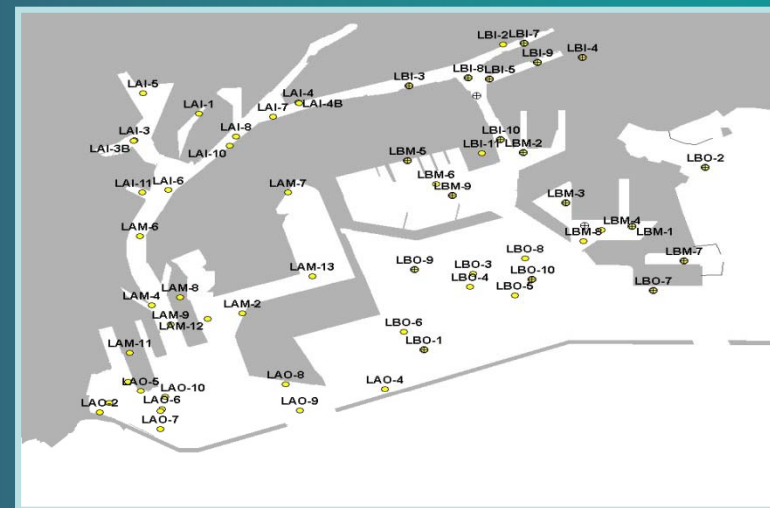 LBI-2 LBI-7
LBI-9 LBI-4
LBI-8 LBI-5
LBI-3
LAI-5
LAI-4
LAI-4B
LAI-1
LAI-7
LAI-8
LAI-3
LAI-3B
LAI-10
LBI-10
LBI-11 LBM-2
LBM-5
LBO-2
LBM-6
LBM-9
LAI-11 LAI-6
LAM-7
LBM-3
LBM-4
LBM-1
LBM-8
LAM-6
LBO-8
LBM-7
LBO-9
LBO-3
LBO-4
LBO-10
LBO-5
LBO-7
LAM-13
LAM-8
LAM-4
LAM-2
LAM-9
LAM-12
LBO-6
LBO-1
LAM-11
LAO-8
LAO-4
LAO-5
LAO-10
LAO-2
LAO-6
LAO-9
LAO-7